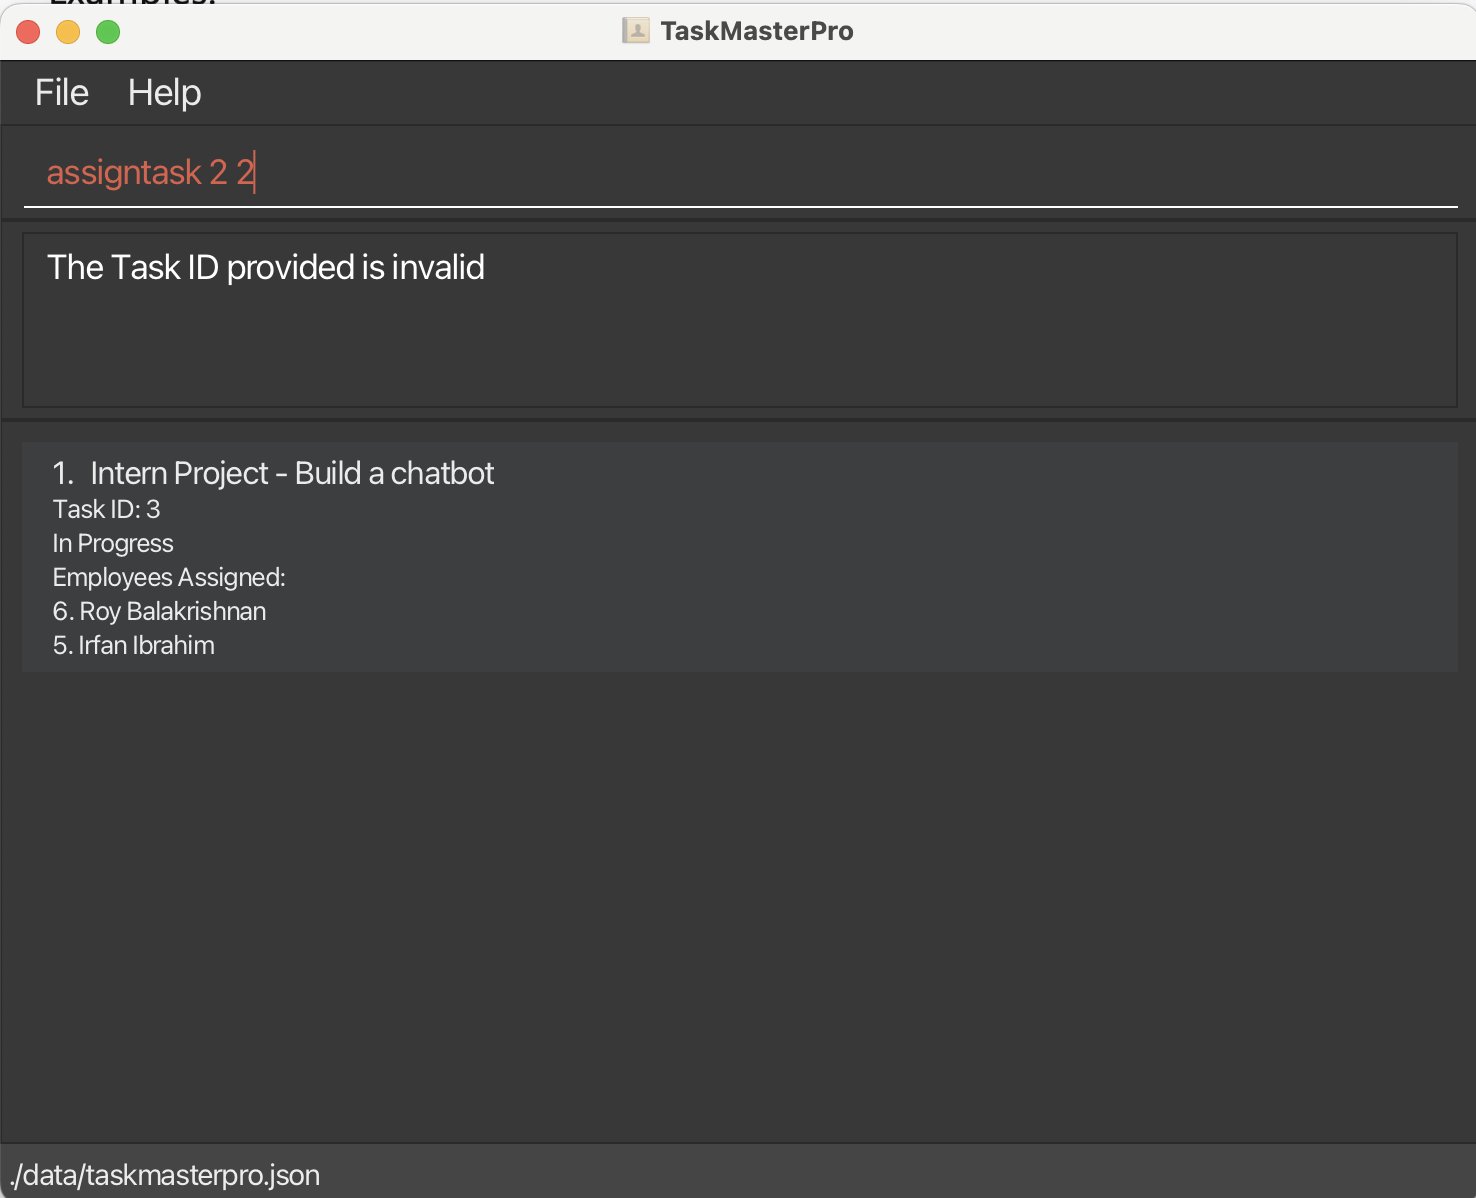 Examples:
TaskMasterPro
File Help
assigntask 2 2
The Task ID provided is invalid
1. Intern Project - Build a chatbot
Task ID: 3
In Progress
Employees Assigned:
6. Roy Balakrishnan
5. Irfan Ibrahim
./data/taskmasterpro.json